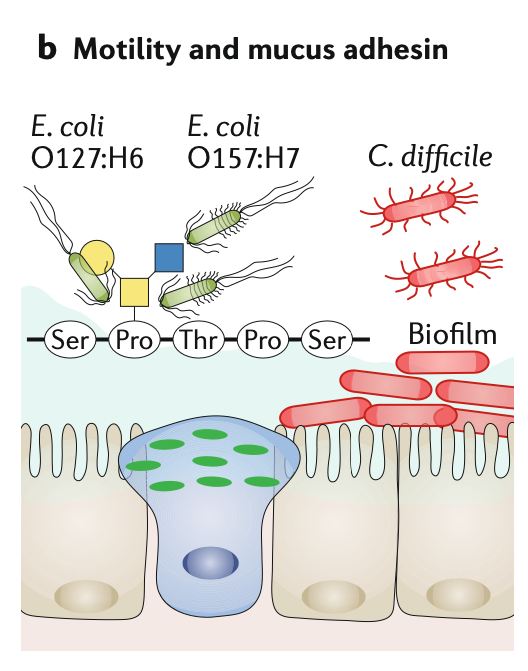 b Motility and mucus adhesin
E. coli
O127:H6
E. coli
O157:H7
C. difficile
Ser Pro Thr Pro Ser
Biofilm